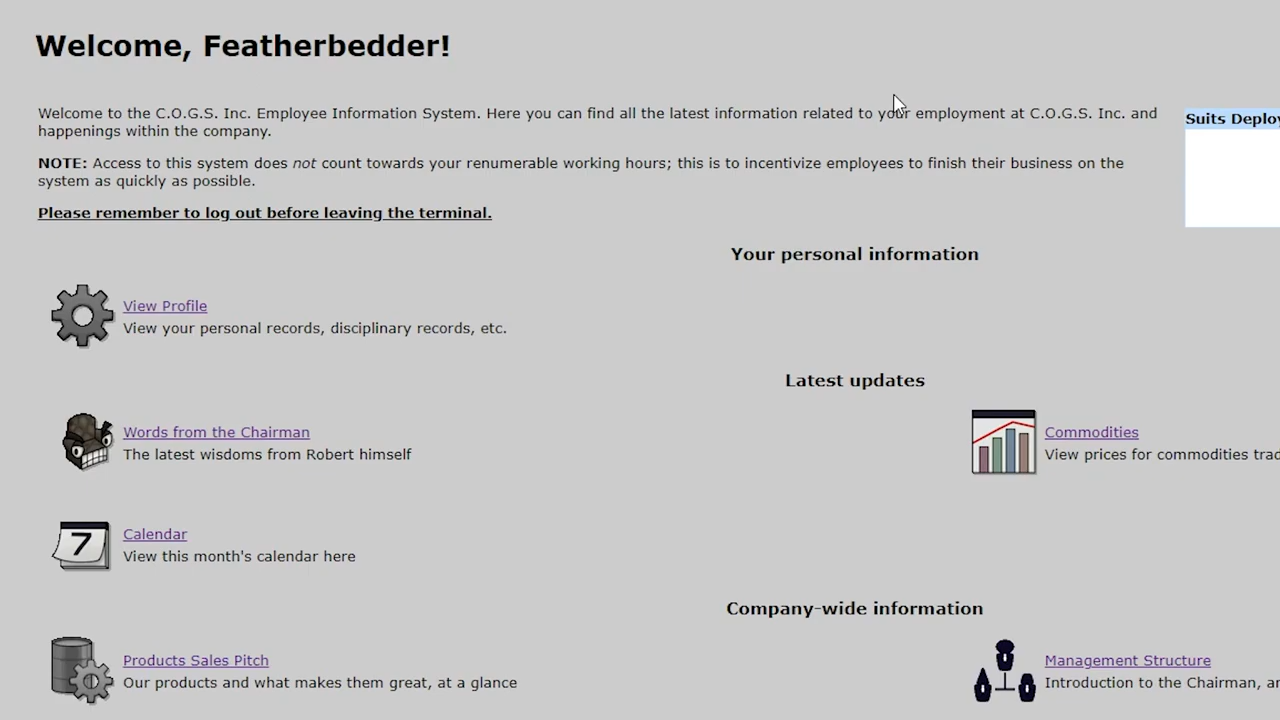 Welcome, Featherbedder!
Welcome to the C.O.G.S. Inc. Employee Information System. Here you can find all the latest information related to your employment at C.O.G.S. Inc. and
happenings within the company.
Suits
NOTE: Access to this system does not count towards your renumerable working hours; this is to incentivize employees to finish their business on the
system as quickly as possible.
Please remember to log out before leaving the terminal.
Your personal information
View Profile
View your personal records, disciplinary records, etc.
Latest updates
Words from the Chairman
The latest wisdoms from Robert himself
Commodities
View prices for commodities
Calendar
View this month's calendar here
7
Company-wide information
Products Sales Pitch
Our products and what makes them great, at a glance
Management Structure
Introduction to the Chairman,